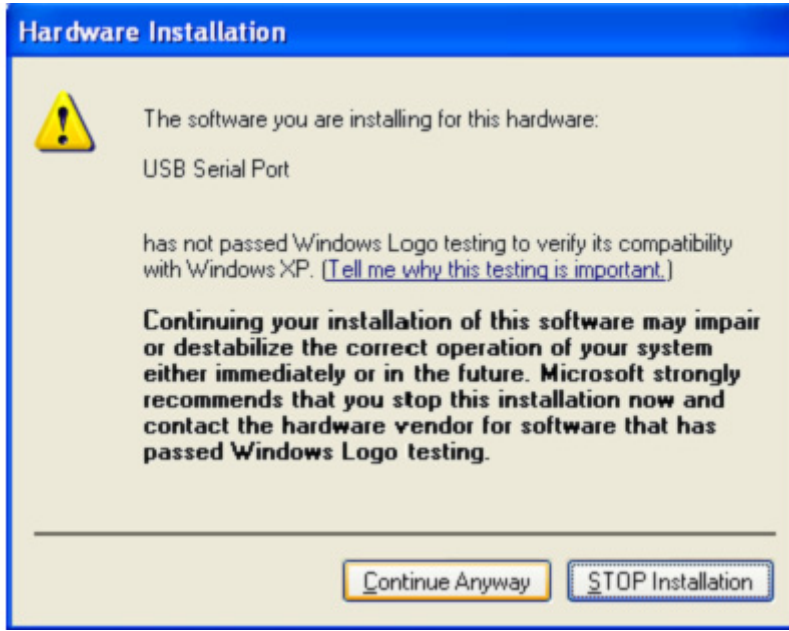 Hardware Installation
The software you are installing for this hardware:
USB Serial Port
has not passed Windows Logo testing to verify its compatibility
with Windows XP. (Tell me why this testing is important.)
Continuing your installation of this software may impair
or destabilize the correct operation of your system
either immediately or in the future. Microsoft strongly
recommends that you stop this installation now and
contact the hardware vendor for software that has
passed Windows Logo testing.
Continue Anyway
STOP Installation